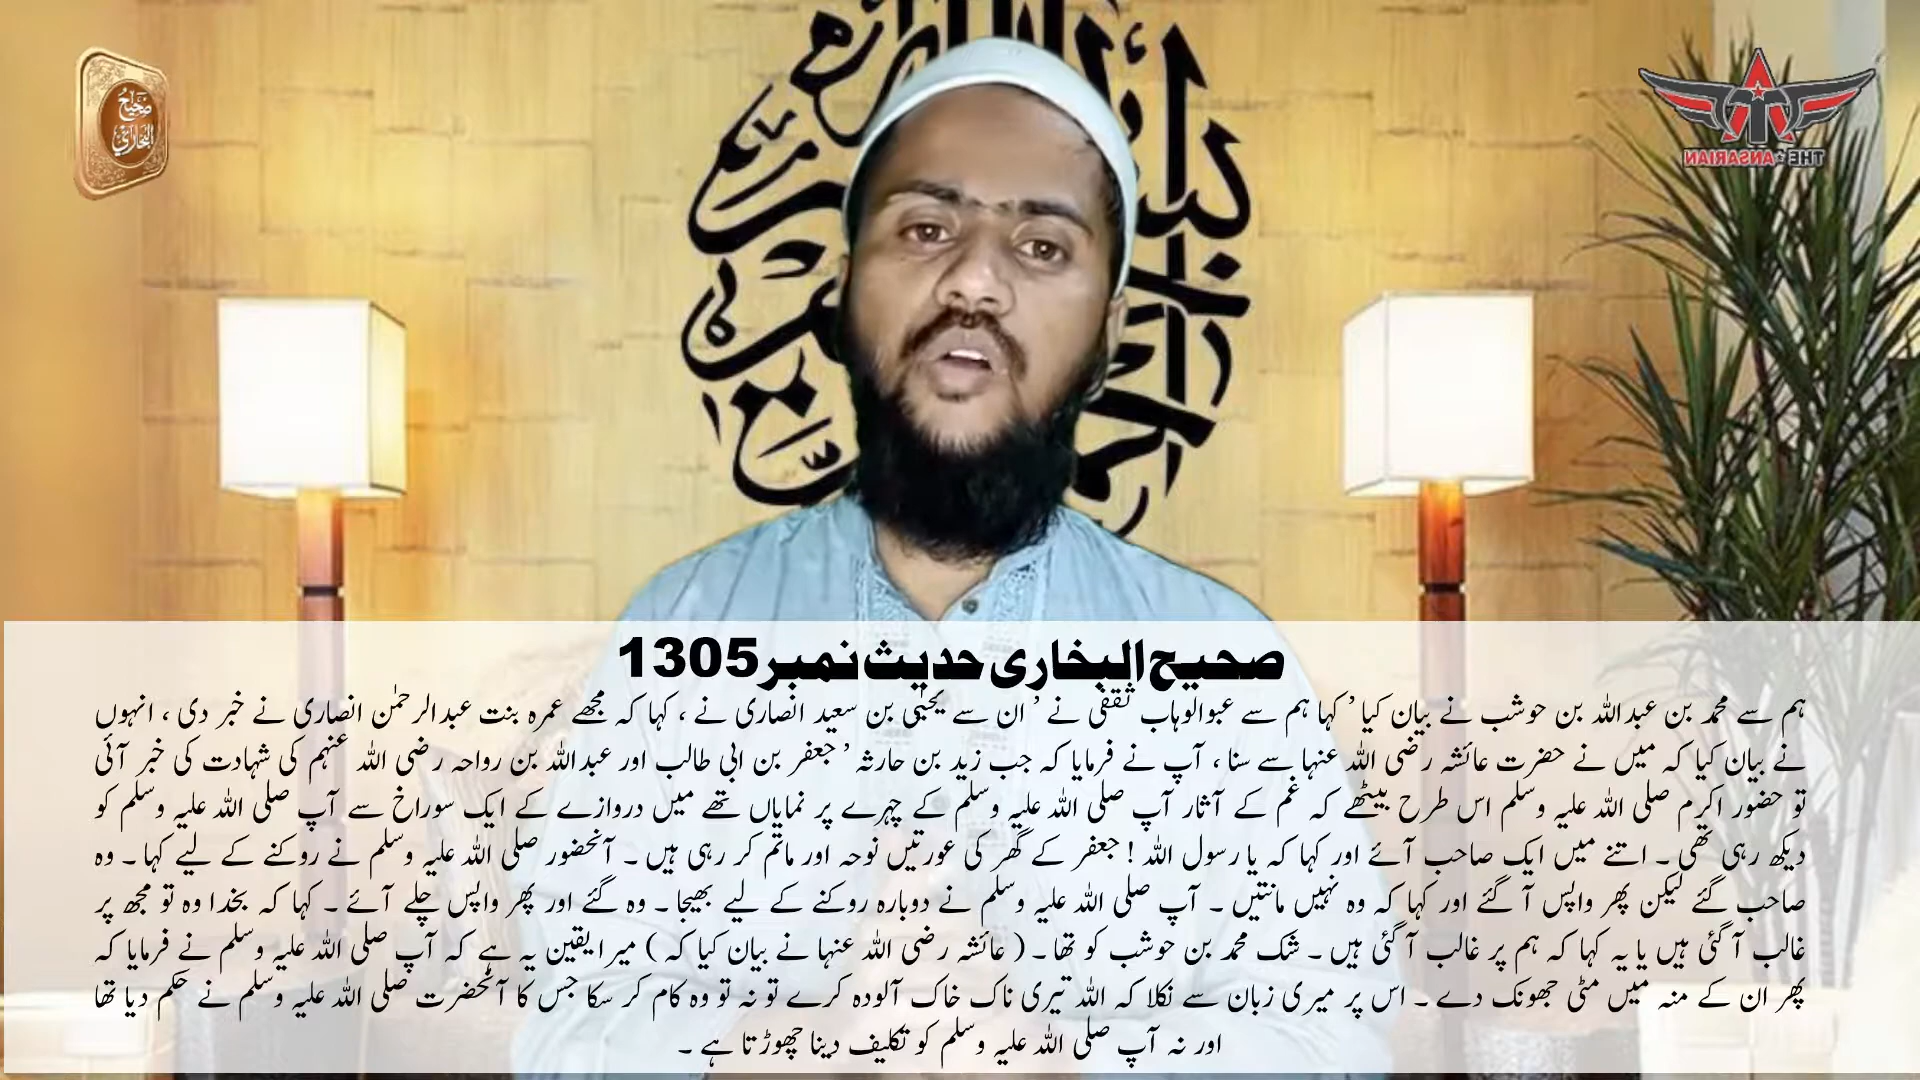 صحيح البخاري
THE ANSARIAN
صحیح البخاری حدیث نمبر 1305
ہم سے محمد بن عبداللہ بن حوشب نے بیان کیا ’ کہا ہم سے عبوالوہاب ثقفی نے ’ ان سے یحییٰ بن سعید انصاری نے ، کہا کہ مجھے عمرہ بنت عبدالرحمٰن انصاری نے خبر دی ، انہوں
نے بیان کیا کہ میں نے حضرت عائشہ رضی اللہ عنہا سے سنا ، آپ نے فرمایا کہ جب زید بن حارثہ ’ جعفر بن ابی طالب اور عبداللہ بن رواحہ رضی اللہ عنہم کی شہادت کی خبر آئی
تو حضور اکرم صلی اللہ علیہ وسلم اس طرح بیٹھے کہ غم کے آثار آپ صلی اللہ علیہ وسلم کے چہرے پر نمایاں تھے میں دروازے کے ایک سوراخ سے آپ صلی اللہ علیہ وسلم کو
دیکھ رہی تھی ۔ اتنے میں ایک صاحب آئے اور کہا کہ یا رسول اللہ ! جعفر کے گھر کی عورتیں نوحہ اور ماتم کر رہی ہیں ۔ آنحضور صلی اللہ علیہ وسلم نے روکنے کے لیے کہا ۔ وہ
صاحب گئے لیکن پھر واپس آ گئے اور کہا کہ وہ نہیں مانتیں ۔ آپ صلی اللہ علیہ وسلم نے دوبارہ روکنے کے لیے بھیجا ۔ وہ گئے اور پھر واپس چلے آئے ۔ کہا کہ بخدا وہ تو مجھ پر
غالب آ گئی ہیں یا یہ کہا کہ ہم پر غالب آ گئی ہیں ۔ شک محمد بن حوشب کو تھا ۔ ( عائشہ رضی اللہ عنہا نے بیان کیا کہ ) میرا یقین یہ ہے کہ آپ صلی اللہ علیہ وسلم نے فرمایا کہ
پھر ان کے منہ میں مٹی جھونک دے ۔ اس پر میری زبان سے نکلا کہ اللہ تیری ناک خاک آلودہ کرے تو نہ تو وہ کام کر سکا جس کا آنحضرت صلی اللہ علیہ وسلم نے حکم دیا تھا
اور نہ آپ صلی اللہ علیہ وسلم کو تکلیف دینا چھوڑتا ہے ۔